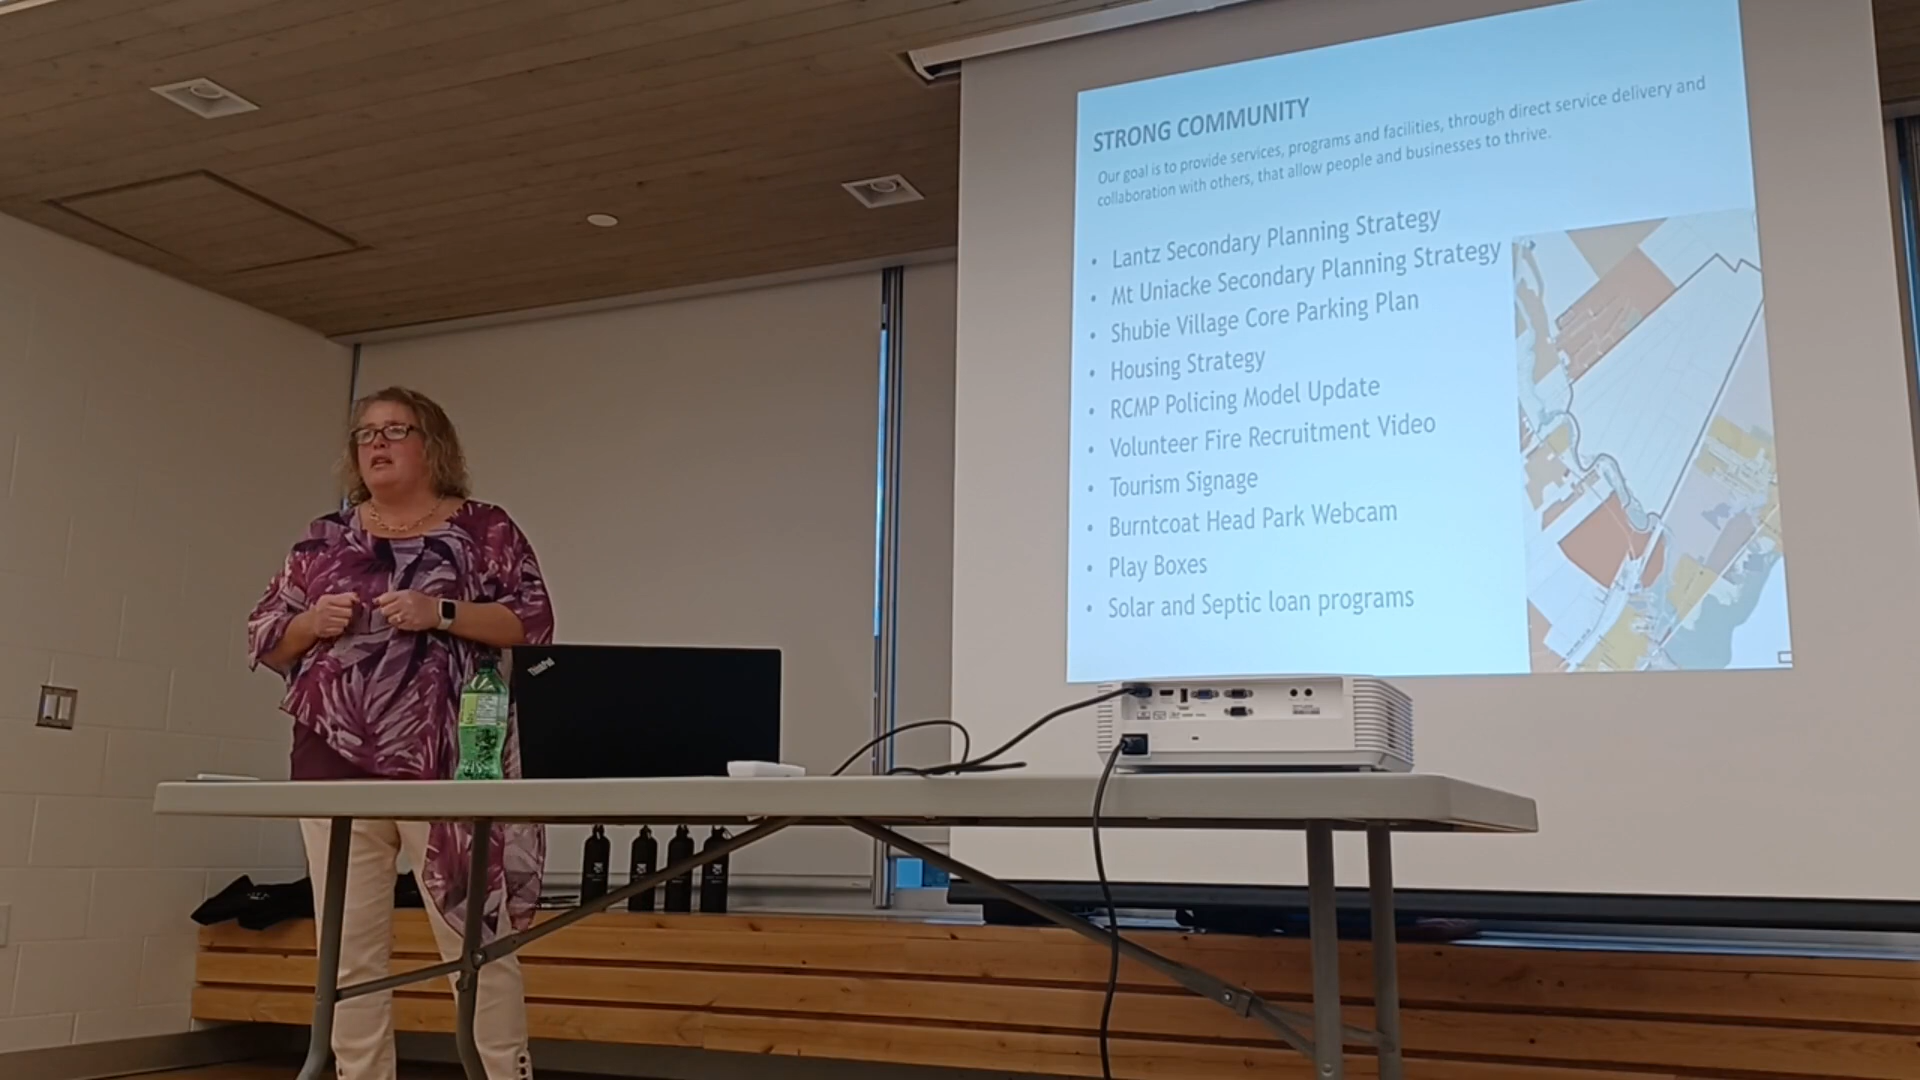 STRONG COMMUNITY
Our goal is to provide services, programs and facilities, through direct service delivery and
collaboration with others, that allow people and businesses to thrive.
• Lantz Secondary Planning Strategy
• Mt Uniacke Secondary Planning Strategy
• Shubie Village Core Parking Plan
• Housing Strategy
• RCMP Policing Model Update
• Volunteer Fire Recruitment Video
• Tourism Signage
• Burntcoat Head Park Webcam
• Play Boxes
• Solar and Septic loan programs
ThinkPad